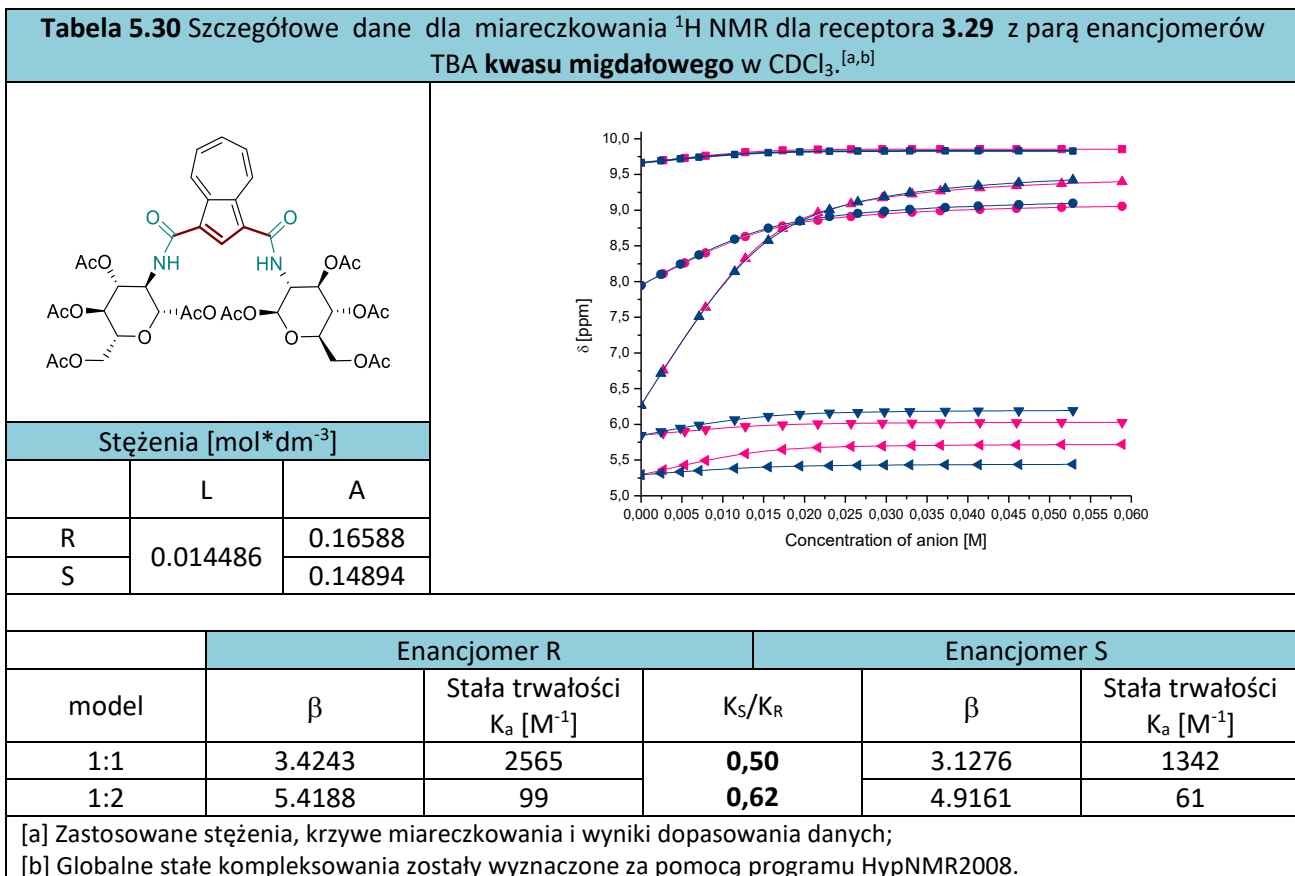 Tabela 5.30 Szczegółowe dane dla miareczkowania ¹H NMR dla receptora 3.29 z parą enancjomerów
TBA kwasu migdałowego w CDCl₃.[a,b]
O
O
NH
HN
AcO
OAc
AcO
AcO
AcO
OAc
O
O
AcO
OAc
Stężenia [mol*dm⁻³]
L A
R 0.014486 0.16588
S 0.14894
δ [ppm]
10,0
9,5
9,0
8,5
8,0
7,5
7,0
6,5
6,0
5,5
5,0
0,000 0,005 0,010 0,015 0,020 0,025 0,030 0,035 0,040 0,045 0,050 0,055 0,060
Concentration of anion [M]
Enancjomer R Enancjomer S
model β Stała trwałości Kₐ [M⁻¹] K_S/K_R β Stała trwałości Kₐ [M⁻¹]
1:1 3.4243 2565 0,50 3.1276 1342
1:2 5.4188 99 0,62 4.9161 61
[a] Zastosowane stężenia, krzywe miareczkowania i wyniki dopasowania danych;
[b] Globalne stałe kompleksowania zostały wyznaczone za pomocą programu HypNMR2008.